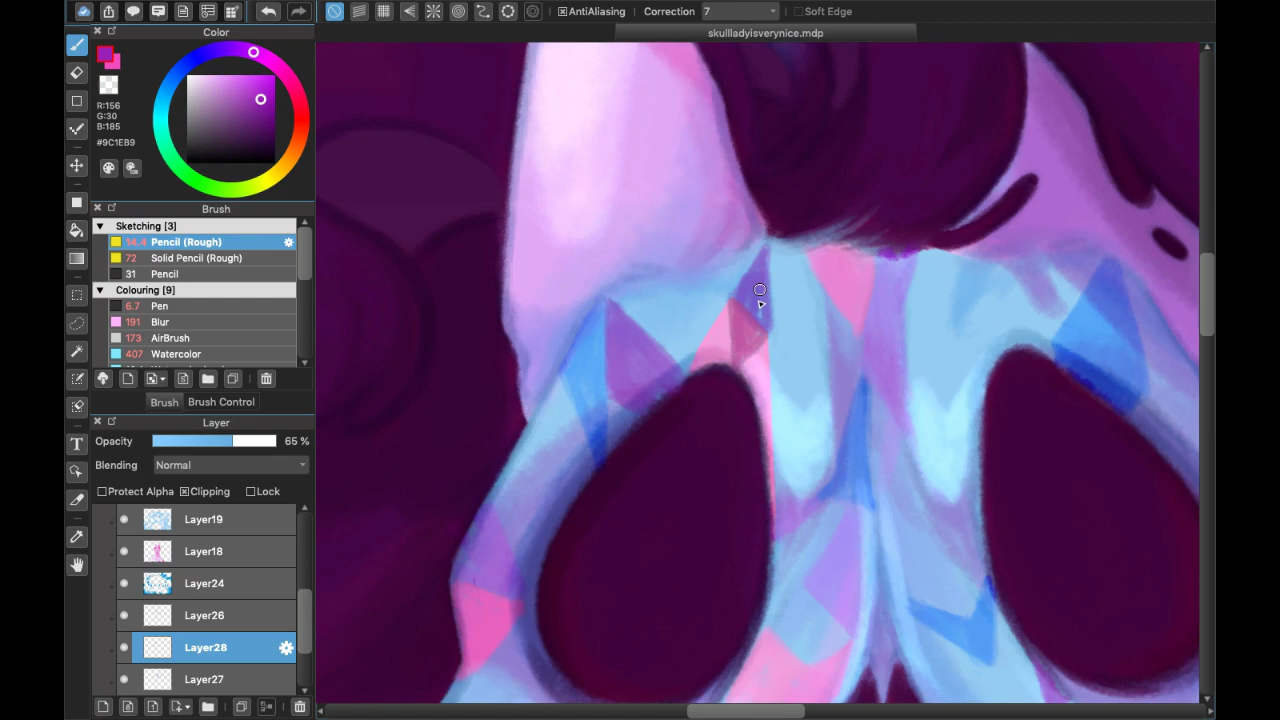 AntiAliasing Correction 7 Soft Edge
Color
skullladyisverynice.mdp
R:156
G:30
B:185
#9C1EB9
Brush
Sketching [3]
14.4 Pencil (Rough)
72 Solid Pencil (Rough)
31 Pencil
Colouring [9]
6.7 Pen
191 Blur
173 AirBrush
407 Watercolor
Brush Brush Control
Layer
Opacity 65 %
Blending Normal
Protect Alpha Clipping Lock
Layer19
Layer18
Layer24
Layer26
Layer28
Layer27
T